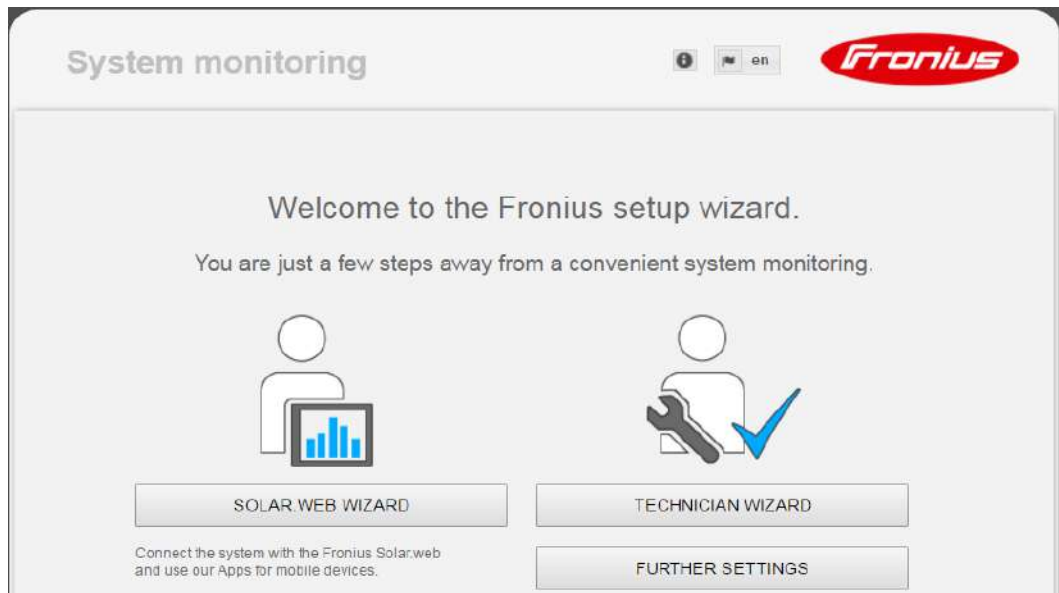 System monitoring
en
Fronius
Welcome to the Fronius setup wizard.
You are just a few steps away from a convenient system monitoring.
SOLAR.WEB WIZARD
TECHNICIAN WIZARD
Connect the system with the Fronius Solar.web
and use our Apps for mobile devices.
FURTHER SETTINGS